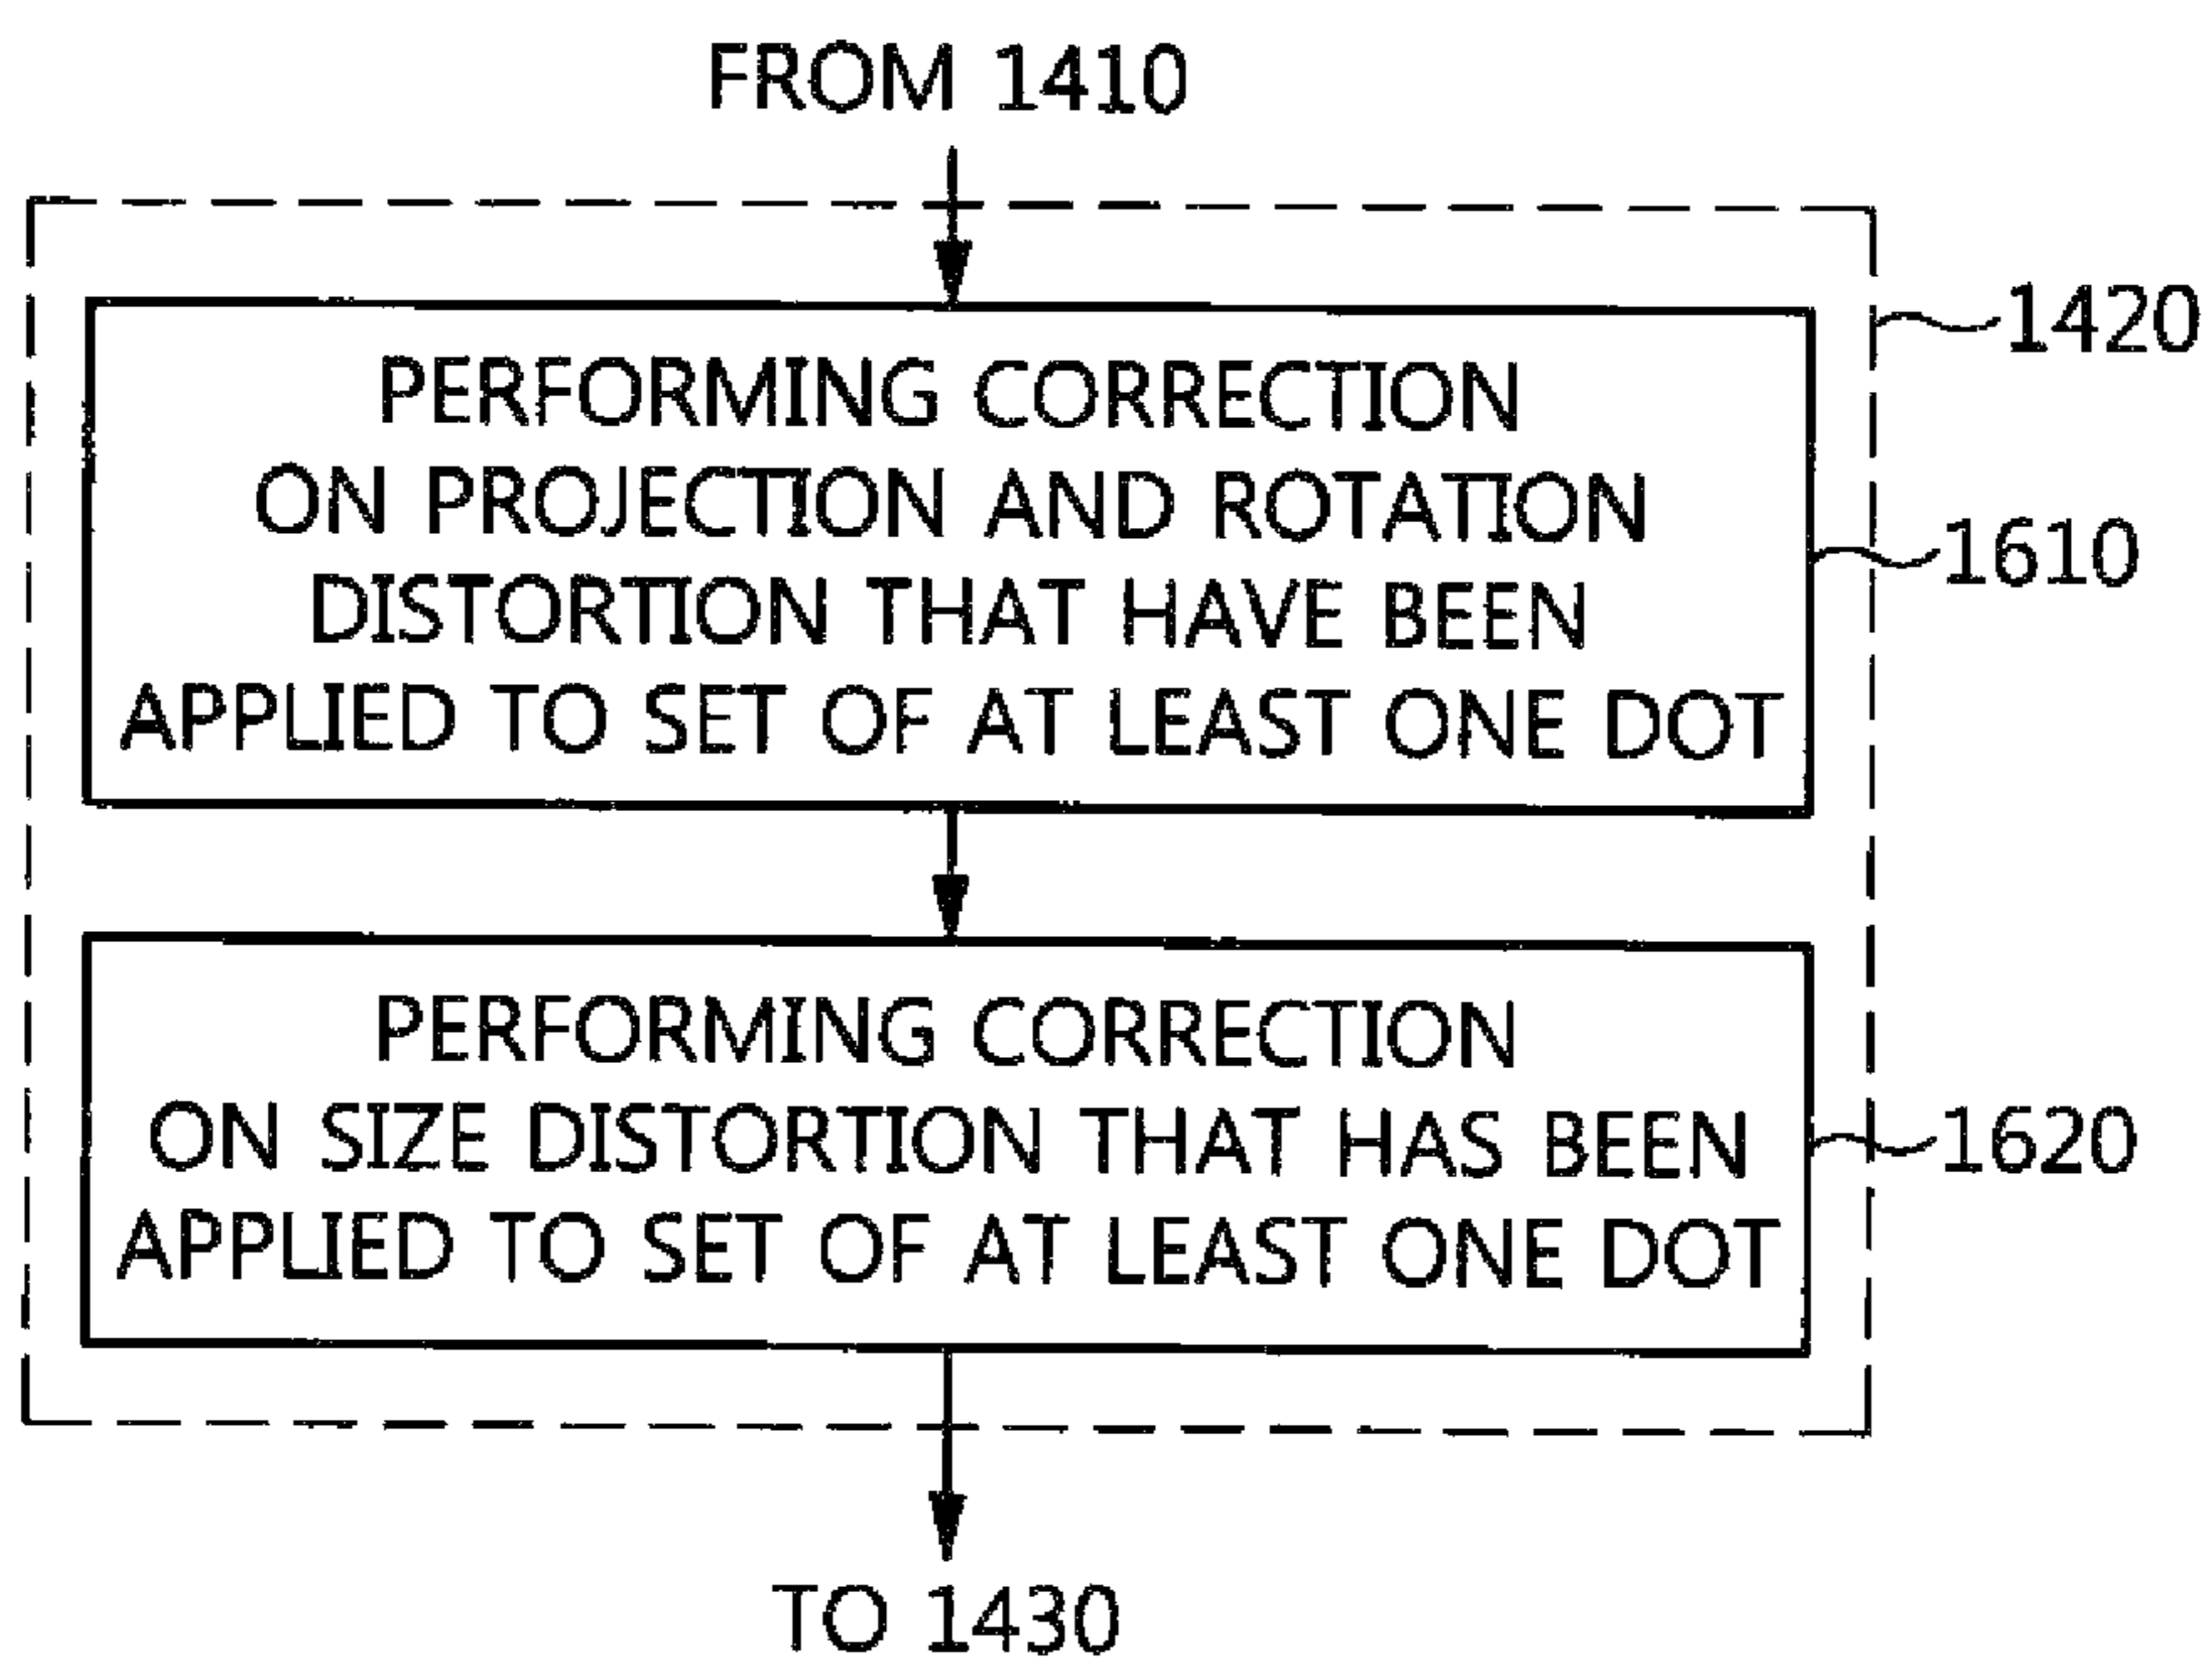 FROM 1410
1420
PERFORMING CORRECTION
ON PROJECTION AND ROTATION
1610
DISTORTION THAT HAVE BEEN
APPLIED TO SET OF AT LEAST ONE DOT
PERFORMING CORRECTION
ON SIZE DISTORTION THAT HAS BEEN
1620
APPLIED TO SET OF AT LEAST ONE DOT
TO 1430